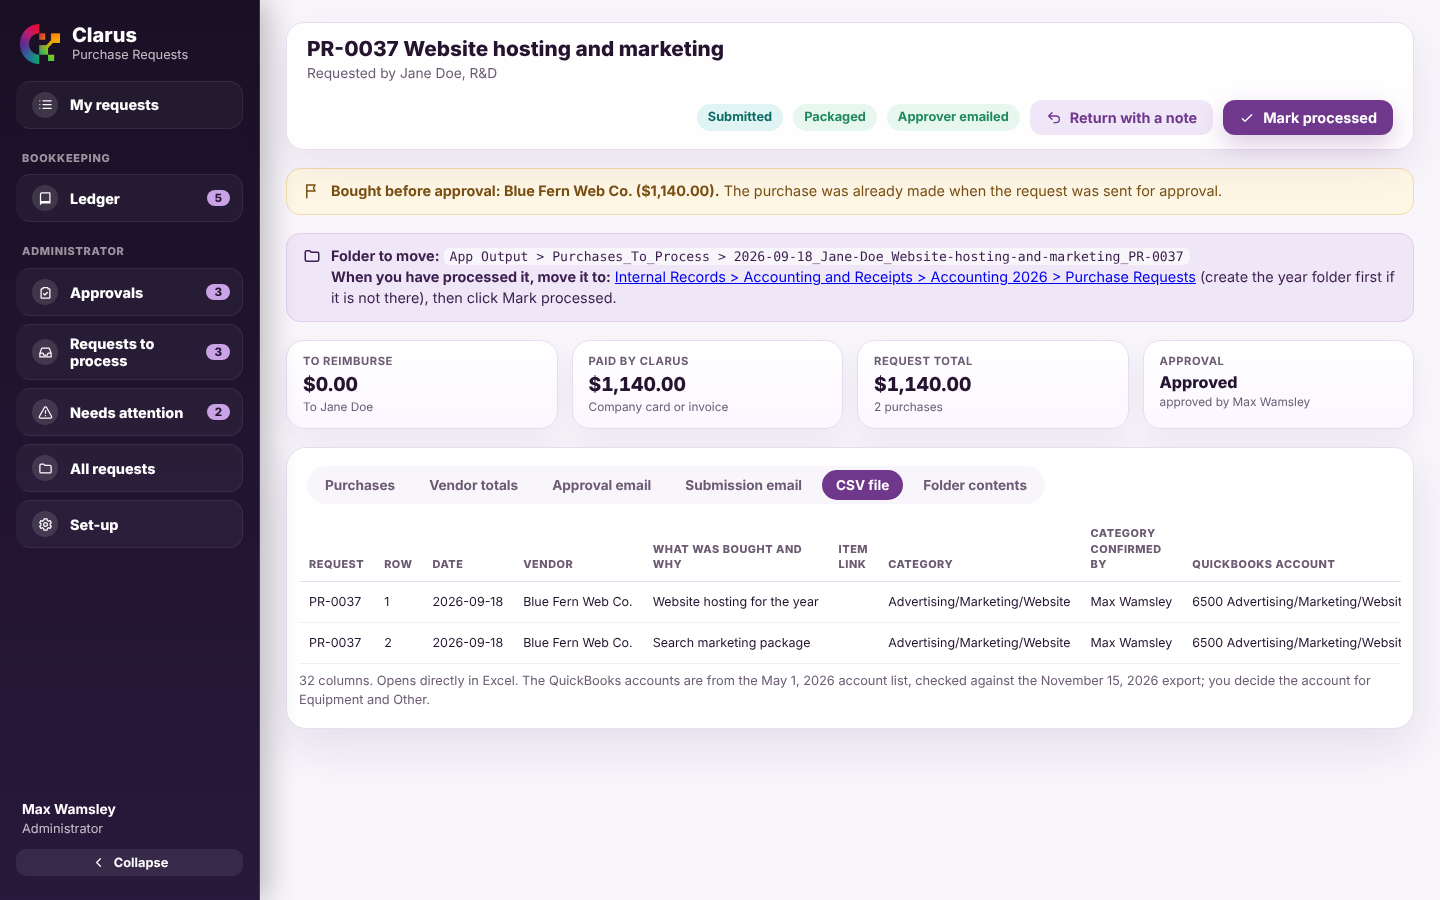 Clarus
Purchase Requests
My requests
BOOKKEEPING
Ledger 5
ADMINISTRATOR
Approvals 3
Requests to
process 3
Needs attention 2
All requests
Set-up
Max Wamsley
Administrator
Collapse
PR-0037 Website hosting and marketing
Requested by Jane Doe, R&D
Submitted Packaged Approver emailed Return with a note Mark processed
Bought before approval: Blue Fern Web Co. ($1,140.00). The purchase was already made when the request was sent for approval.
Folder to move: App Output > Purchases_To_Process > 2026-09-18_Jane-Doe_Website-hosting-and-marketing_PR-0037
When you have processed it, move it to: Internal Records > Accounting and Receipts > Accounting 2026 > Purchase Requests (create the year folder first if
it is not there), then click Mark processed.
TO REIMBURSE
$0.00
To Jane Doe
PAID BY CLARUS
$1,140.00
Company card or invoice
REQUEST TOTAL
$1,140.00
2 purchases
APPROVAL
Approved
approved by Max Wamsley
Purchases Vendor totals Approval email Submission email CSV file Folder contents
REQUEST ROW DATE VENDOR WHAT WAS BOUGHT AND WHY ITEM LINK CATEGORY CATEGORY CONFIRMED BY QUICKBOOKS ACCOUNT
PR-0037 1 2026-09-18 Blue Fern Web Co. Website hosting for the year Advertising/Marketing/Website Max Wamsley 6500 Advertising/Marketing/Websit
PR-0037 2 2026-09-18 Blue Fern Web Co. Search marketing package Advertising/Marketing/Website Max Wamsley 6500 Advertising/Marketing/Websit
32 columns. Opens directly in Excel. The QuickBooks accounts are from the May 1, 2026 account list, checked against the November 15, 2026 export; you decide the account for
Equipment and Other.